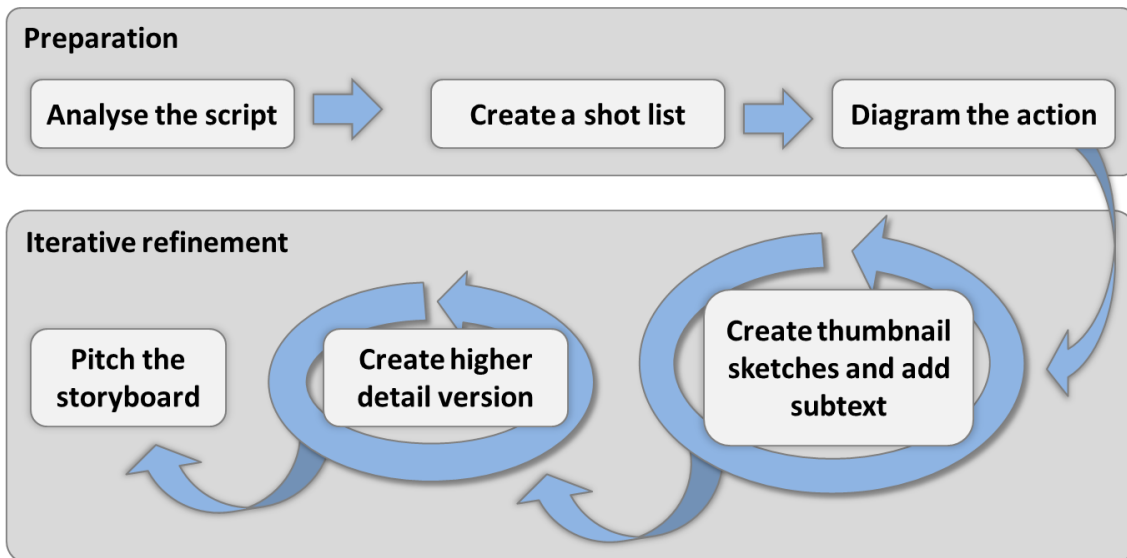 Preparation
Analyse the script
Create a shot list
Diagram the action
Iterative refinement
Create thumbnail
sketches and add
subtext
Create higher
detail version
Pitch the
storyboard